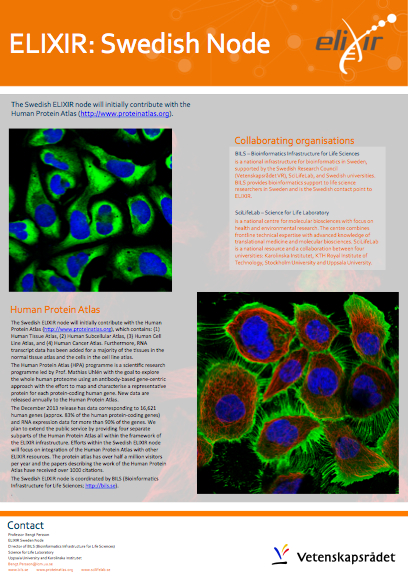 ELIXIR: Swedish Node
elixir
The Swedish ELIXIR node will initially contribute with the
Human Protein Atlas (http://www.proteinatlas.org).
Collaborating organisations
BILS – Bioinformatics Infrastructure for Life Sciences
is a national infrastructure for bioinformatics in Sweden,
supported by the Swedish Research Council
(Vetenskapsrådet VR), SciLifeLab, and Swedish universities.
BILS provides bioinformatics support to life science
researchers in Sweden and is the Swedish contact point to
ELIXIR.
SciLifeLab – Science for Life Laboratory
is a national centre for molecular biosciences with focus on
health and environmental research. The centre combines
frontline technical expertise with advanced knowledge of
translational medicine and molecular biosciences. SciLifeLab
is a national resource and a collaboration between four
universities: Karolinska Institutet, KTH Royal Institute of
Technology, Stockholm University and Uppsala University.
Human Protein Atlas
The Swedish ELIXIR node will initially contribute with the Human
Protein Atlas (http://www.proteinatlas.org), which contains: (1)
Human Tissue Atlas, (2) Human Subcellular Atlas, (3) Human Cell
Line Atlas, and (4) Human Cancer Atlas. Furthermore, RNA
transcript data has been added for a majority of the tissues in the
normal tissue atlas and the cells in the cell line atlas.
The Human Protein Atlas (HPA) programme is a scientific research
programme led by Prof. Mathias Uhlén with the goal to explore
the whole human proteome using an antibody-based gene-centric
approach with the effort to map and characterise a representative
protein for each protein-coding human gene. New data are
released annually to the Human Protein Atlas.
The December 2013 release has data corresponding to 16,621
human genes (approx. 83% of the human protein-coding genes)
and RNA expression data for more than 90% of the genes. We
plan to extend the public service by providing four separate
subparts of the Human Protein Atlas all within the framework of
the ELIXIR infrastructure. Efforts within the Swedish ELIXIR node
will focus on integration of the Human Protein Atlas with other
ELIXIR resources. The protein atlas has over half a million visitors
per year and the papers describing the work of the Human Protein
Atlas have received over 1000 citations.
The Swedish ELIXIR node is coordinated by BILS (Bioinformatics
Infrastructure for Life Sciences; http://bils.se).
Contact
Professor Bengt Persson
ELIXIR Sweden Node
Director of BILS (Bioinformatics Infrastructure for Life Sciences)
Science for Life Laboratory
Uppsala University and Karolinska Institutet
www.bils.se www.proteinatlas.org www.scilifelab.se
Vetenskapsrådet